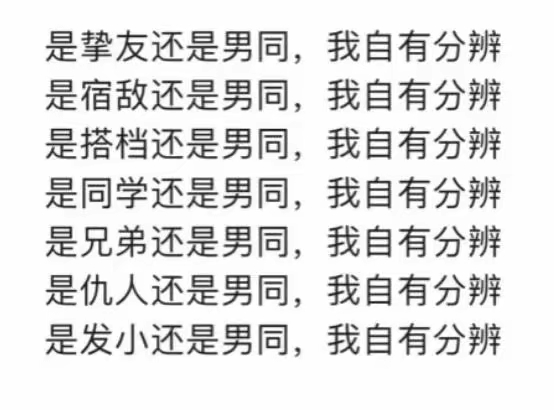 是挚友还是男同，我自有分辨
是宿敌还是男同，我自有分辨
是搭档还是男同，我自有分辨
是同学还是男同，我自有分辨
是兄弟还是男同，我自有分辨
是仇人还是男同，我自有分辨
是发小还是男同，我自有分辨